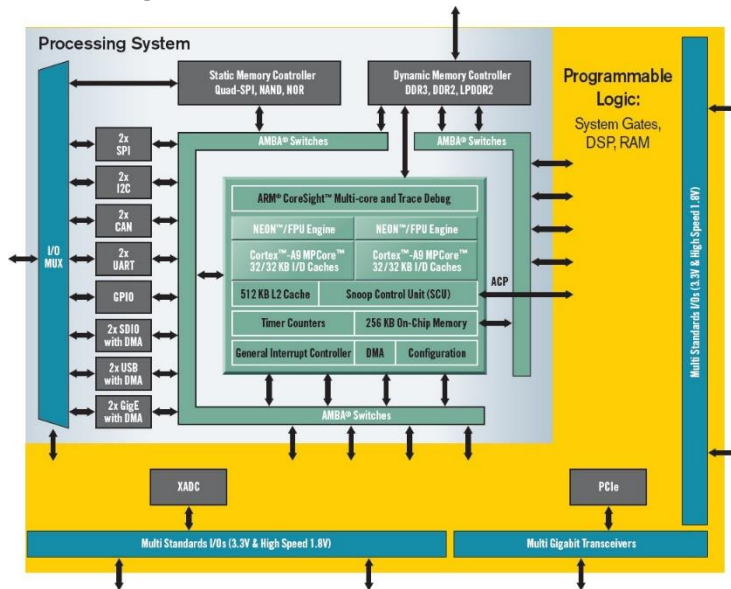 Processing System
Static Memory Controller
Quad-SPI, NAND, NOR
Dynamic Memory Controller
DDR3, DDR2, LPDDR2
Programmable
Logic:
System Gates,
DSP, RAM
AMBA® Switches
AMBA® Switches
2x
SPI
2x
I2C
2x
CAN
2x
UART
GPIO
2x SDIO
with DMA
2x USB
with DMA
2x GigE
with DMA
I/O
MUX
ARM® CoreSight™ Multi-core and Trace Debug
NEON™/FPU Engine
NEON™/FPU Engine
Cortex™-A9 MPCore™
32/32 KB I/D Caches
Cortex™-A9 MPCore™
32/32 KB I/D Caches
512 KB L2 Cache
Snoop Control Unit (SCU)
Timer Counters
256 KB On-Chip Memory
General Interrupt Controller
DMA
Configuration
ACP
AMBA® Switches
Multi Standards I/Os (3.3V & High Speed 1.8V)
XADC
PCIe
Multi Standards I/Os (3.3V & High Speed 1.8V)
Multi Gigabit Transceivers